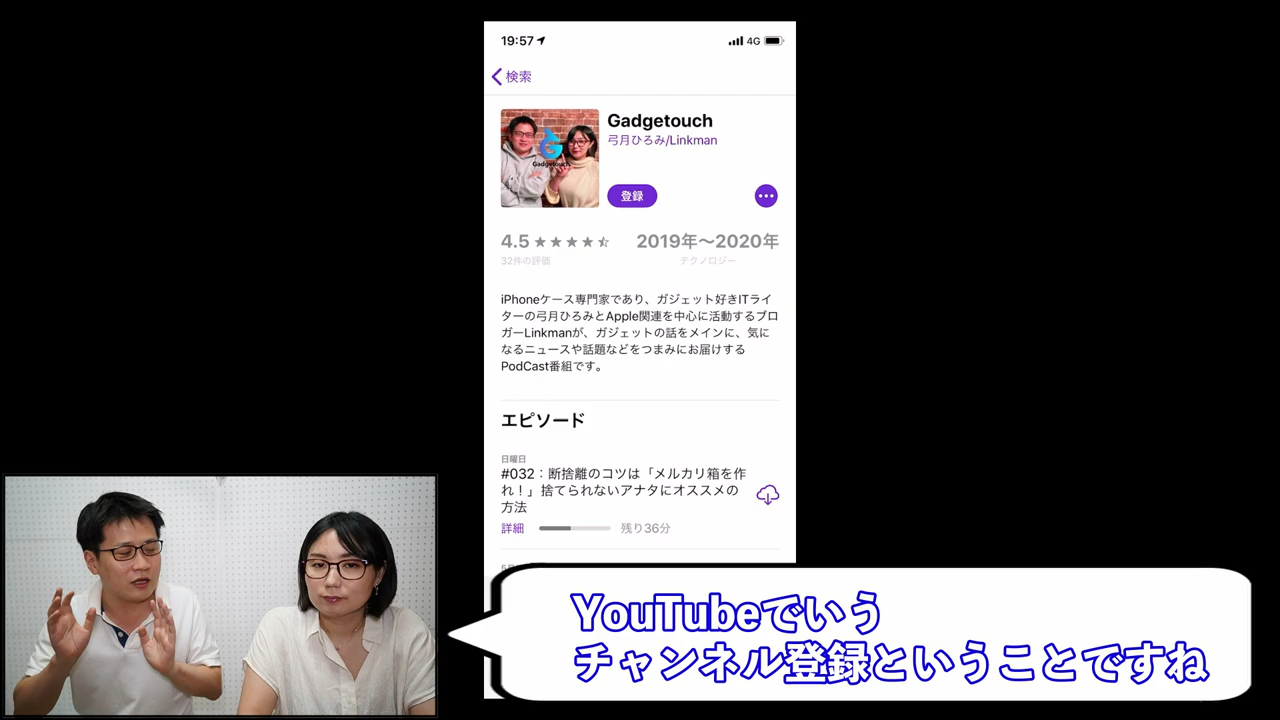 19:57
4G
検索
Gadgetouch
Gadgetouch
弓月ひろみ/Linkman
登録
4.5
2019年〜2020年
32件の評価
テクノロジー
iPhoneケース専門家であり、ガジェット好きITライ
ターの弓月ひろみとApple関連を中心に活動するブロ
ガーLinkmanが、ガジェットの話をメインに、気に
なるニュースや話題などをつまみにお届けする
PodCast番組です。
エピソード
日曜日
#032：断捨離のコツは「メルカリ箱を作
れ！」捨てられないアナタにオススメの
方法
詳細
残り36分
YouTubeでいう
チャンネル登録ということですね